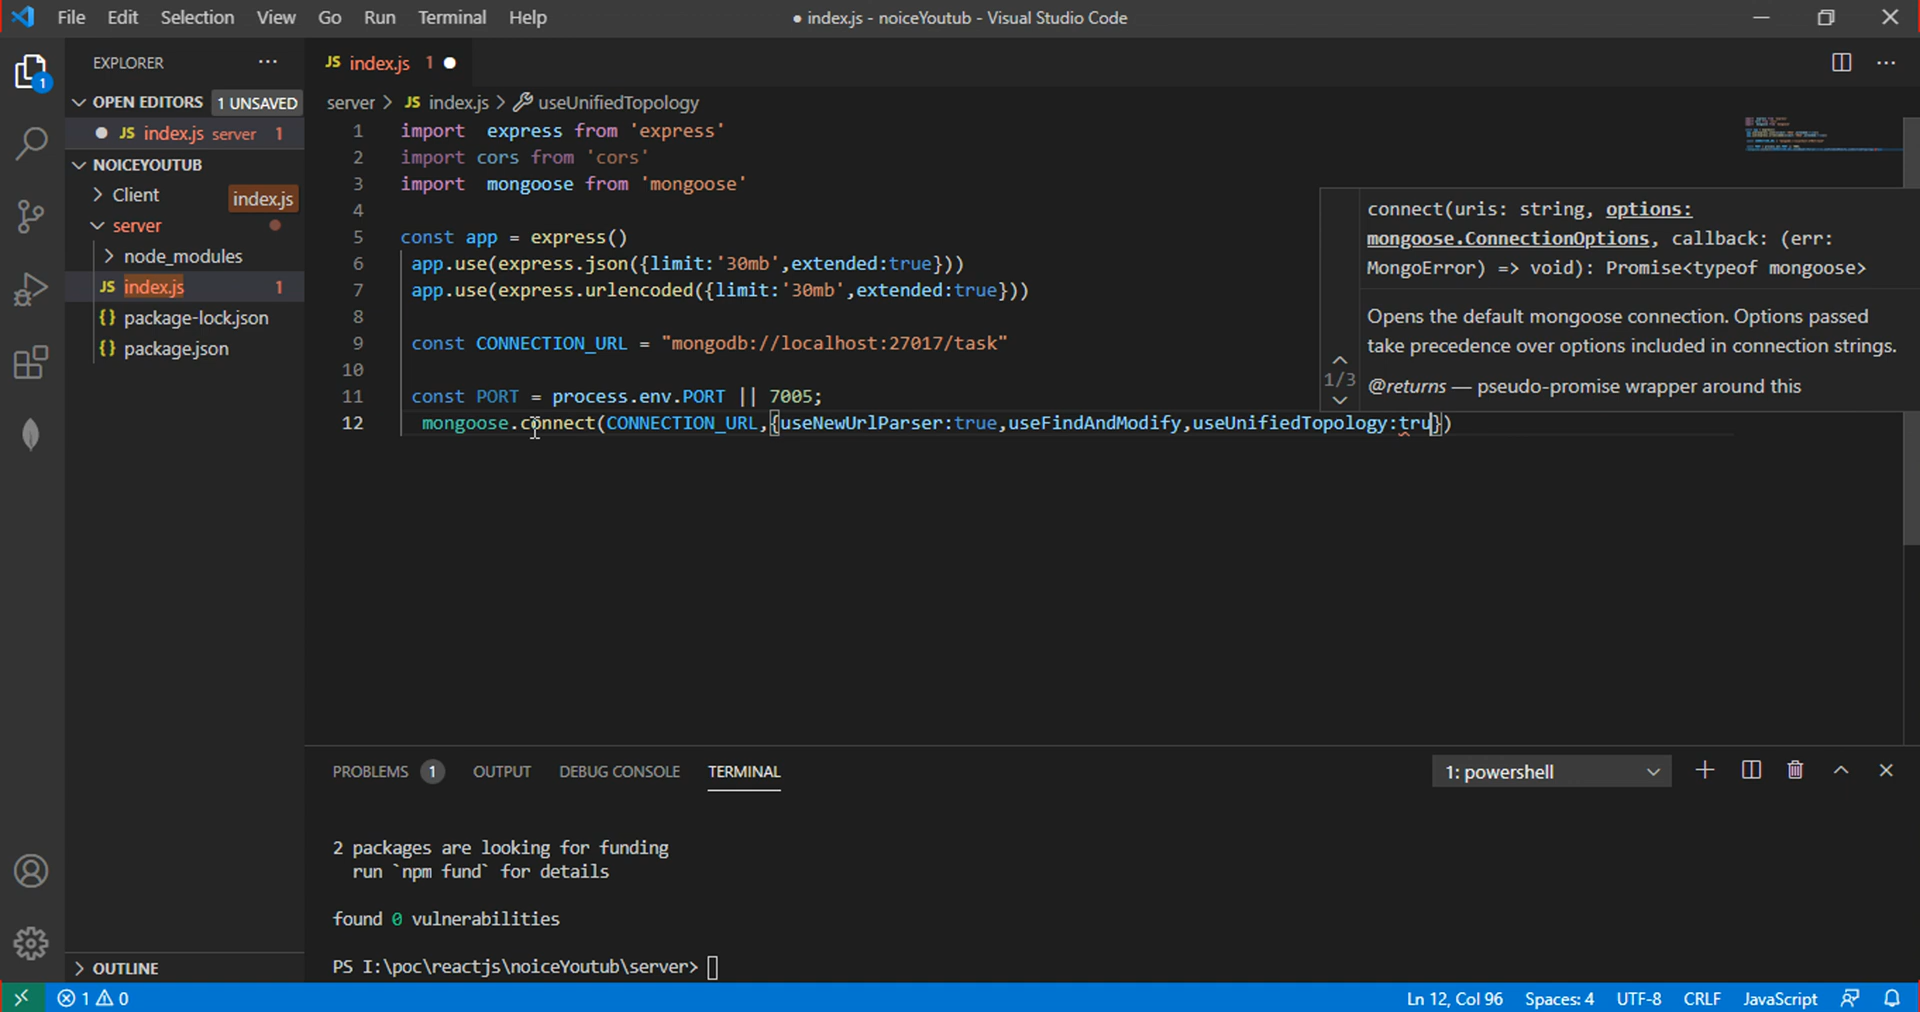 File Edit Selection View Go Run Terminal Help
● index.js - noiceYoutub - Visual Studio Code
EXPLORER ···
1
OPEN EDITORS 1 UNSAVED
JS index.js server 1
NOICEYOUTUB
Client
index.js
server
node_modules
JS index.js 1
{} package-lock.json
{} package.json
OUTLINE
JS index.js 1
server > JS index.js > useUnifiedTopology
1 import express from 'express'
2 import cors from 'cors'
3 import mongoose from 'mongoose'
4
5 const app = express()
6 app.use(express.json({limit:'30mb',extended:true}))
7 app.use(express.urlencoded({limit:'30mb',extended:true}))
8
9 const CONNECTION_URL = "mongodb://localhost:27017/task"
10
11 const PORT = process.env.PORT || 7005;
12 mongoose.connect(CONNECTION_URL,{useNewUrlParser:true,useFindAndModify,useUnifiedTopology:tru})
connect(uris: string, options:
mongoose.ConnectionOptions, callback: (err:
MongoError) => void): Promise<typeof mongoose>
1/3
Opens the default mongoose connection. Options passed
take precedence over options included in connection strings.
@returns — pseudo-promise wrapper around this
PROBLEMS 1 OUTPUT DEBUG CONSOLE TERMINAL 1: powershell
2 packages are looking for funding
run `npm fund` for details
found 0 vulnerabilities
PS I:\poc\reactjs\noiceYoutub\server>
1 0 Ln 12, Col 96 Spaces: 4 UTF-8 CRLF JavaScript